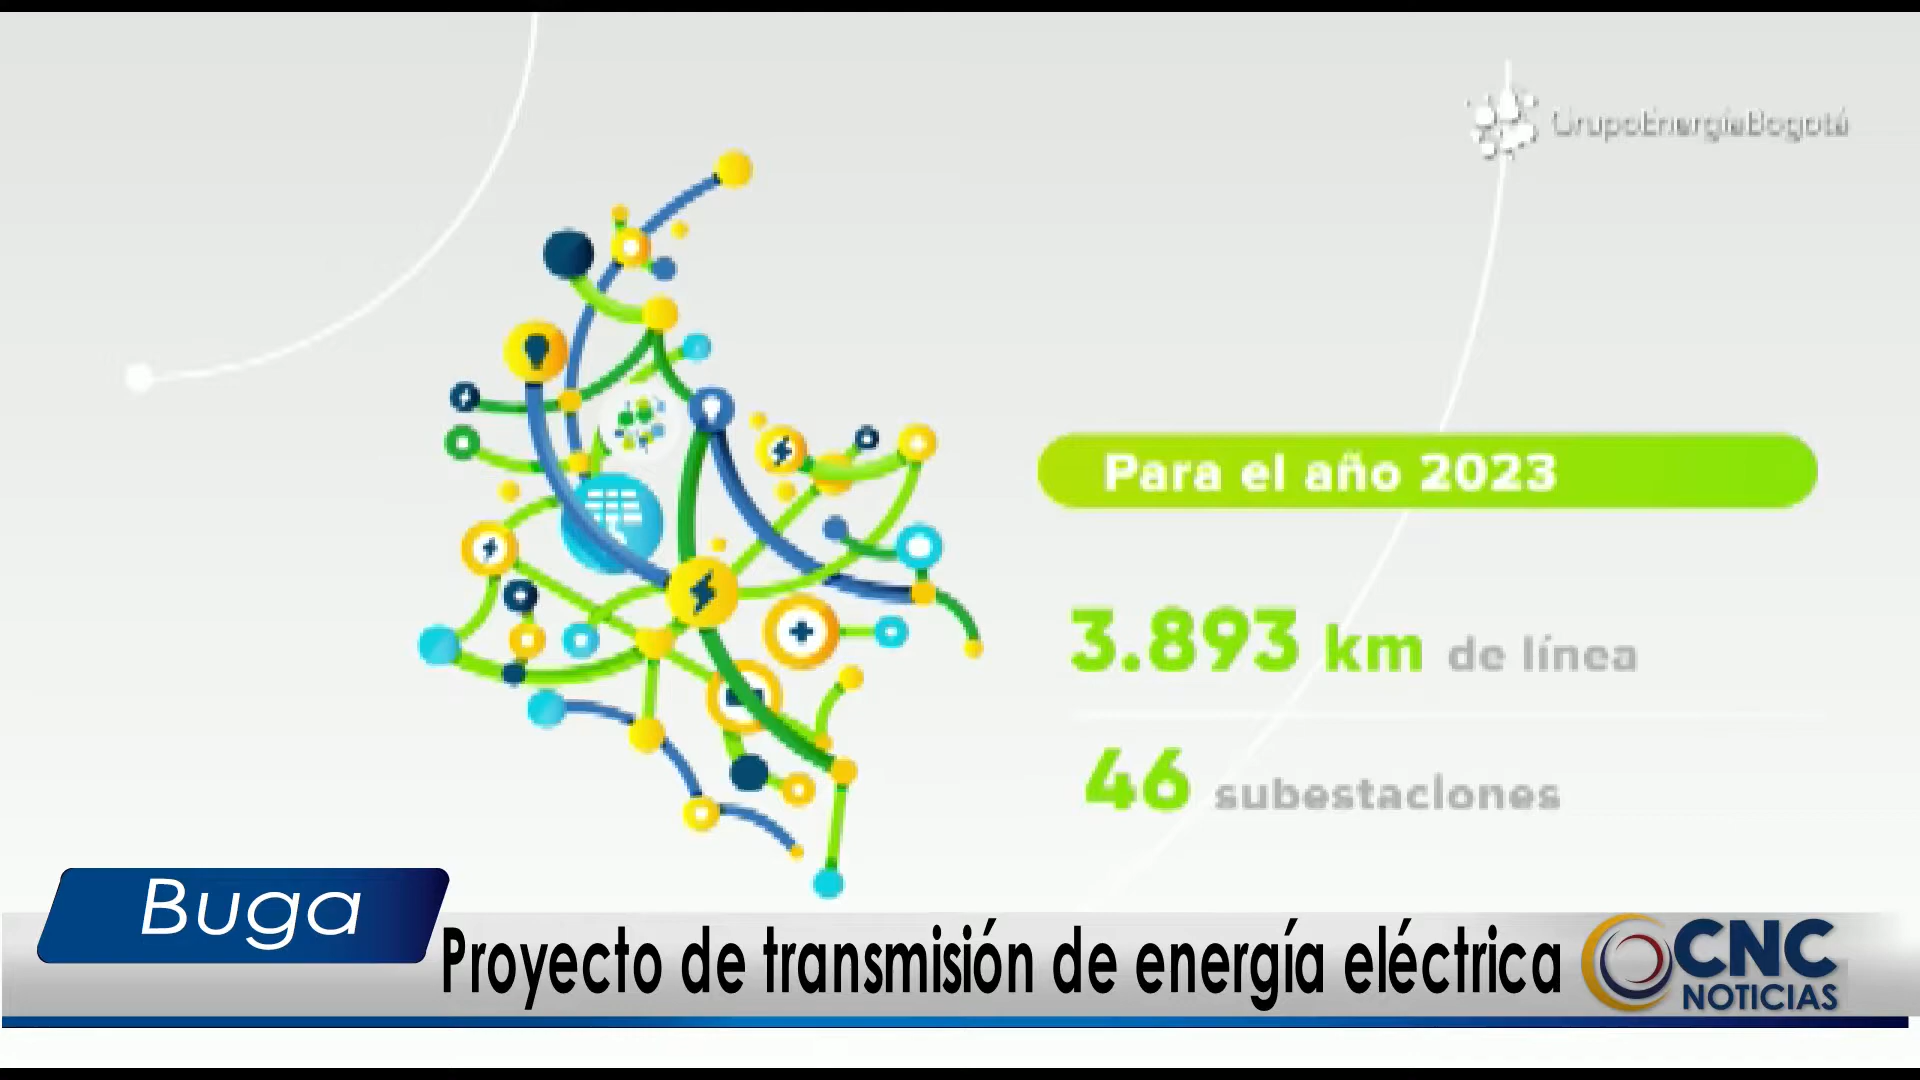 GrupoEnergíaBogotá
Para el año 2023
3.893 km de línea
46 subestaciones
Buga
Proyecto de transmisión de energía eléctrica
CNC
NOTICIAS